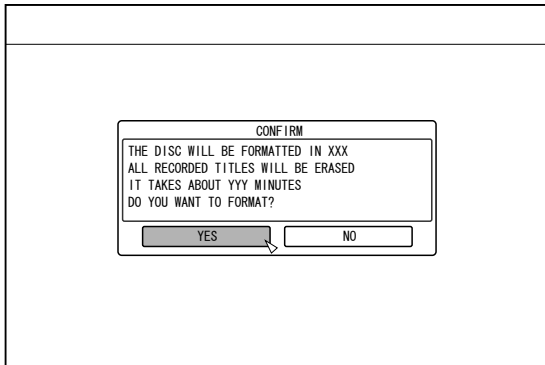 CONFIRM
THE DISC WILL BE FORMATTED IN XXX
ALL RECORDED TITLES WILL BE ERASED
IT TAKES ABOUT YYY MINUTES
DO YOU WANT TO FORMAT?
YES NO